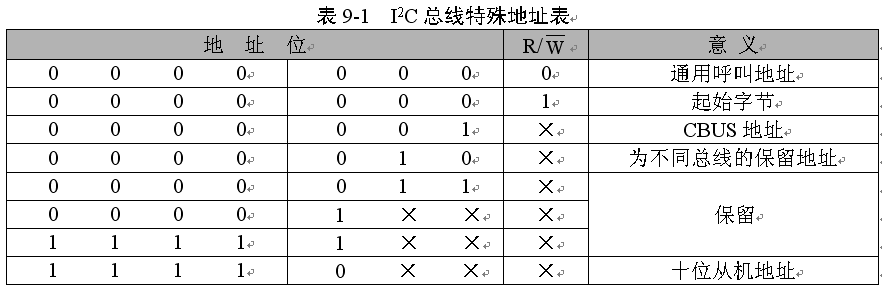 表 9-1 I²C 总线特殊地址表
地 址 位 R/W̅ 意 义
0 0 0 0 0 0 0 0 通用呼叫地址
0 0 0 0 0 0 0 1 起始字节
0 0 0 0 0 0 1 × CBUS 地址
0 0 0 0 0 1 0 × 为不同总线的保留地址
0 0 0 0 0 1 1 × 保留
0 0 0 0 1 × × ×
1 1 1 1 1 × × ×
1 1 1 1 0 × × × 十位从机地址